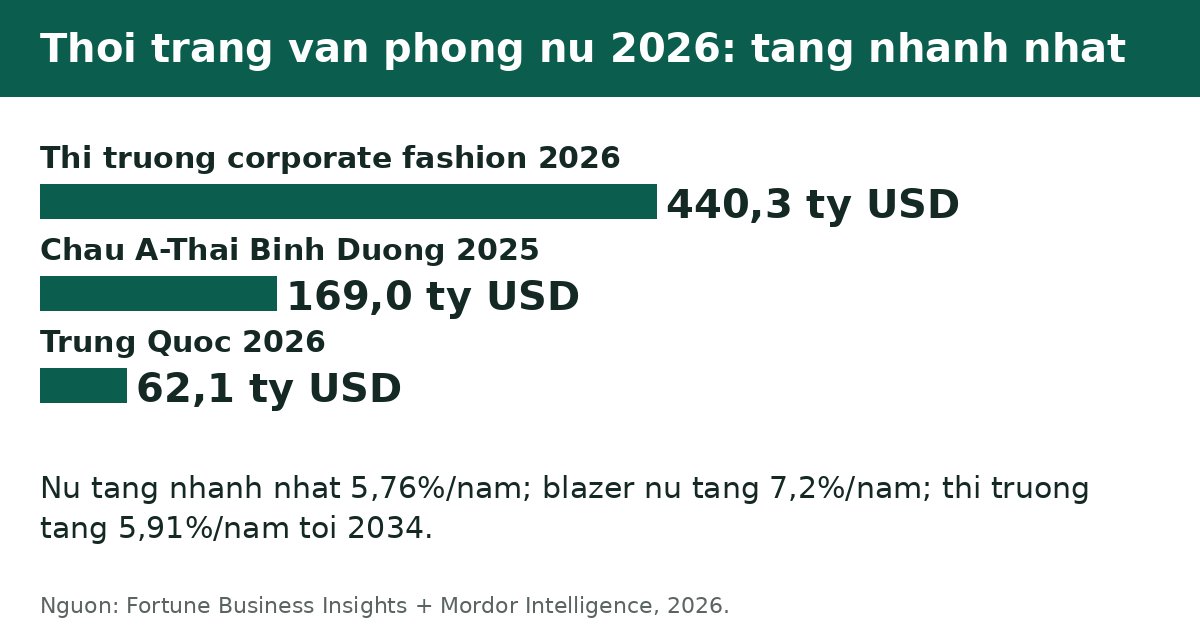 Thoi trang van phong nu 2026: tang nhanh nhat
Thi truong corporate fashion 2026
440,3 ty USD
Chau A-Thai Binh Duong 2025
169,0 ty USD
Trung Quoc 2026
62,1 ty USD
Nu tang nhanh nhat 5,76%/nam; blazer nu tang 7,2%/nam; thi truong
tang 5,91%/nam toi 2034.
Nguon: Fortune Business Insights + Mordor Intelligence, 2026.